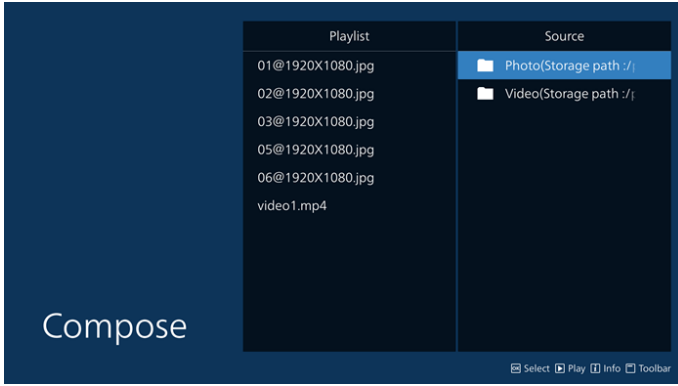 Playlist
Source
01@1920X1080.jpg
02@1920X1080.jpg
03@1920X1080.jpg
05@1920X1080.jpg
06@1920X1080.jpg
video1.mp4
Photo(Storage path :/
Video(Storage path :/
Compose
OK Select Play i Info Toolbar